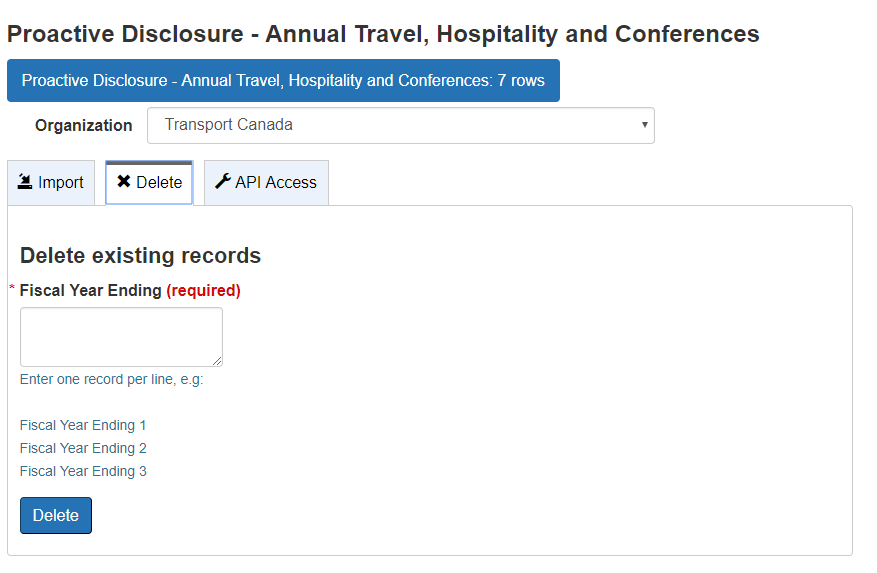 Proactive Disclosure - Annual Travel, Hospitality and Conferences
Proactive Disclosure - Annual Travel, Hospitality and Conferences: 7 rows
Organization Transport Canada
Import Delete API Access
Delete existing records
* Fiscal Year Ending (required)
Enter one record per line, e.g:
Fiscal Year Ending 1
Fiscal Year Ending 2
Fiscal Year Ending 3
Delete